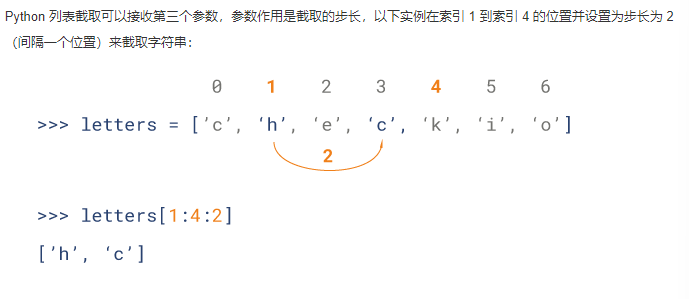 Python 列表截取可以接收第三个参数，参数作用是截取的步长，以下实例在索引 1 到索引 4 的位置并设置为步长为 2
（间隔一个位置）来截取字符串：
0 1 2 3 4 5 6
>>> letters = ['c', ‘h’, ‘e’, ‘c’, ‘k’, ‘i’, ‘o’]
2
>>> letters[1:4:2]
[‘h’, ‘c’]